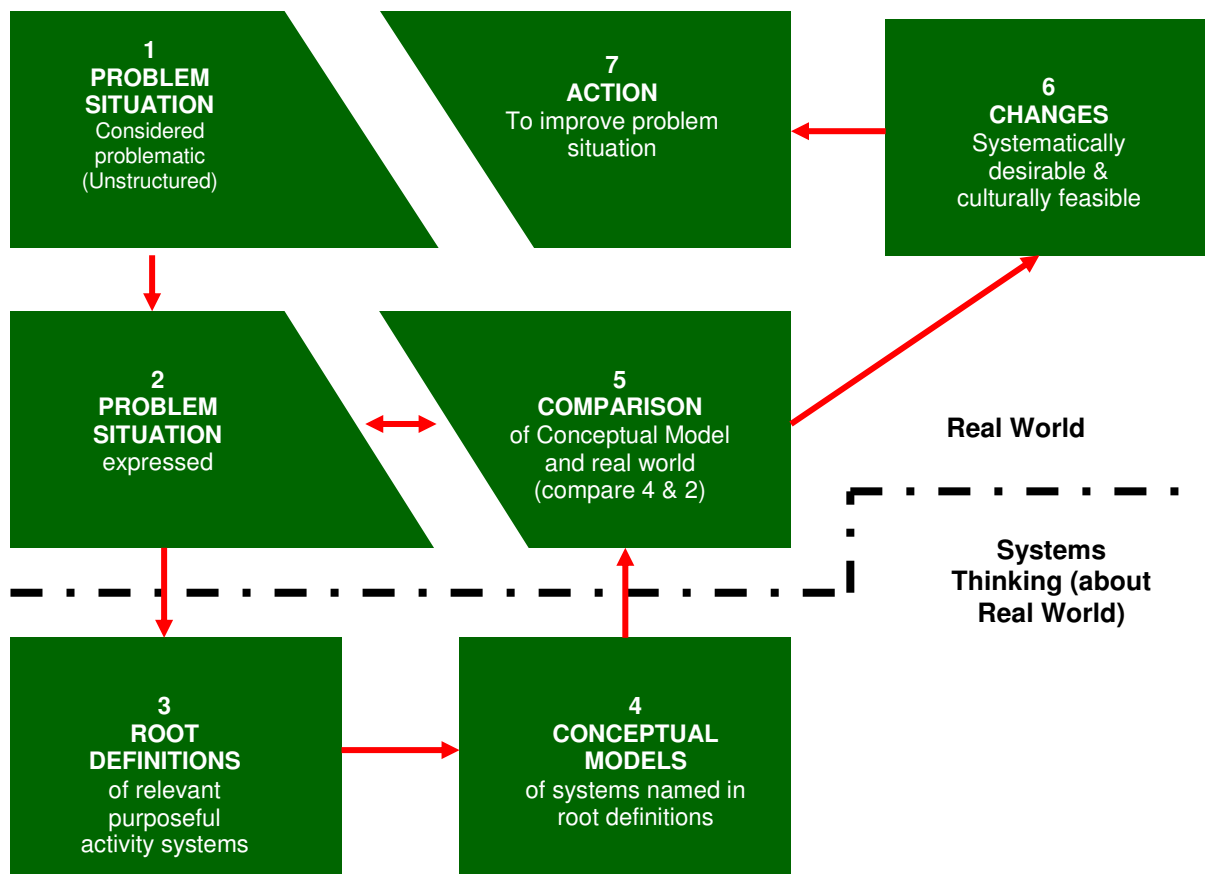 1
PROBLEM
SITUATION
Considered
problematic
(Unstructured)
7
ACTION
To improve problem
situation
6
CHANGES
Systematically
desirable &
culturally feasible
2
PROBLEM
SITUATION
expressed
5
COMPARISON
of Conceptual Model
and real world
(compare 4 & 2)
Real World
Systems
Thinking (about
Real World)
3
ROOT
DEFINITIONS
of relevant
purposeful
activity systems
4
CONCEPTUAL
MODELS
of systems named in
root definitions